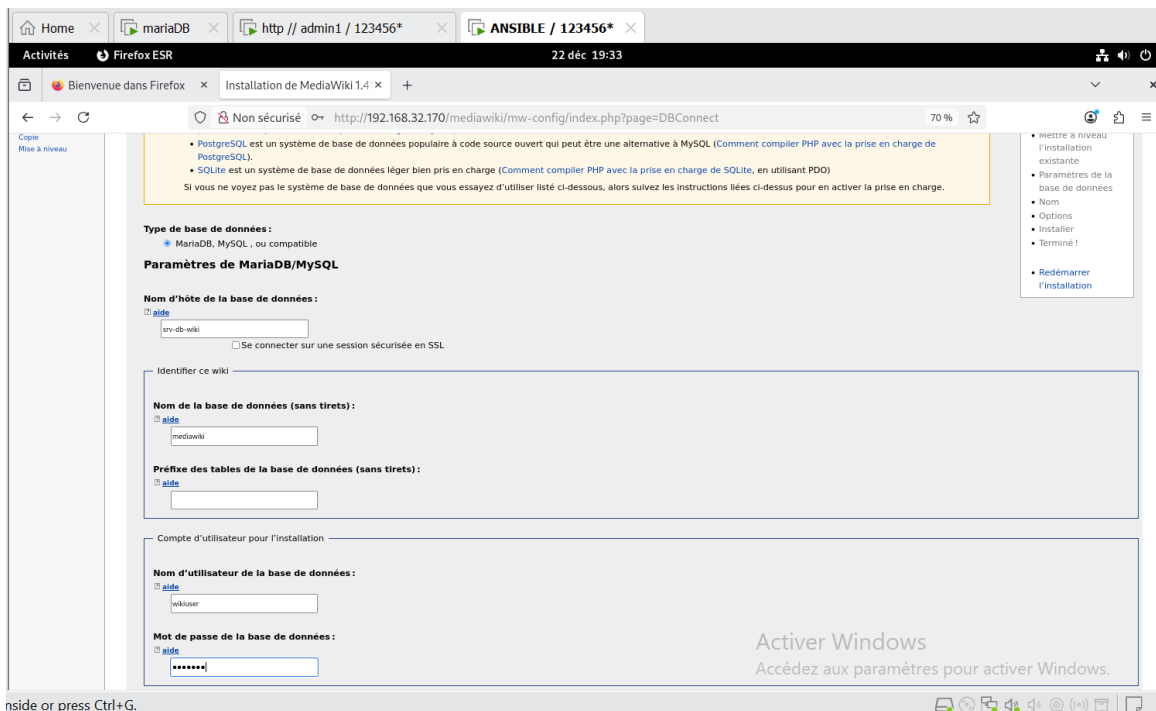 Home
mariaDB
http // admin1 / 123456*
ANSIBLE / 123456*
Activités
Firefox ESR
22 déc 19:33
Bienvenue dans Firefox
Installation de MediaWiki 1.4
Non sécurisé
http://192.168.32.170/mediawiki/mw-config/index.php?page=DBConnect
70 %
Copie
Mise à niveau
• PostgreSQL est un système de base de données populaire à code source ouvert qui peut être une alternative à MySQL (Comment compiler PHP avec la prise en charge de
PostgreSQL).
• SQLite est un système de base de données léger bien pris en charge (Comment compiler PHP avec la prise en charge de SQLite, en utilisant PDO)
Si vous ne voyez pas le système de base de données que vous essayez d'utiliser listé ci-dessous, alors suivez les instructions liées ci-dessus pour en activer la prise en charge.
• Mettre à niveau
l'installation
existante
• Paramètres de la
base de données
• Nom
• Options
• Installer
• Terminé !
• Redémarrer
l'installation
Type de base de données :
MariaDB, MySQL , ou compatible
Paramètres de MariaDB/MySQL
Nom d'hôte de la base de données :
aide
srv-db-wiki
Se connecter sur une session sécurisée en SSL
Identifier ce wiki
Nom de la base de données (sans tirets) :
aide
mediawiki
Préfixe des tables de la base de données (sans tirets) :
aide
Compte d'utilisateur pour l'installation
Nom d'utilisateur de la base de données :
aide
wikiuser
Mot de passe de la base de données :
aide
•••••••
Activer Windows
Accédez aux paramètres pour activer Windows.
nside or press Ctrl+G.